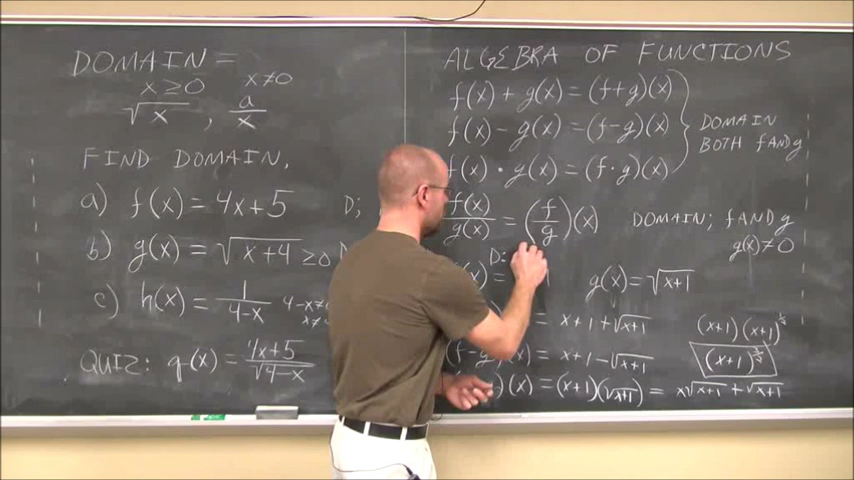 DOMAIN =
x ≥ 0   x ≠ 0
√x , a/x
FIND DOMAIN.
a) f(x) = 4x+5   D;
b) g(x) = √(x+4) ≥ 0
c) h(x) = 1/(4-x)   4-x≠
x≠
QUIZ: q(x) = (4x+5)/√(4-x)
ALGEBRA OF FUNCTIONS
f(x) + g(x) = (f+g)(x)
f(x) - g(x) = (f-g)(x)
f(x) · g(x) = (f·g)(x)
DOMAIN
BOTH f AND g
f(x)/g(x) = (f/g)(x)   DOMAIN; f AND g
g(x) ≠ 0
D:
(x) =   g(x) = √(x+1)
= x+1+√(x+1)
(f-g)(x) = x+1-√(x+1)
)(x) = (x+1)(√(x+1)) = x√(x+1) + √(x+1)
(x+1)(x+1)^½
(x+1)^3/2